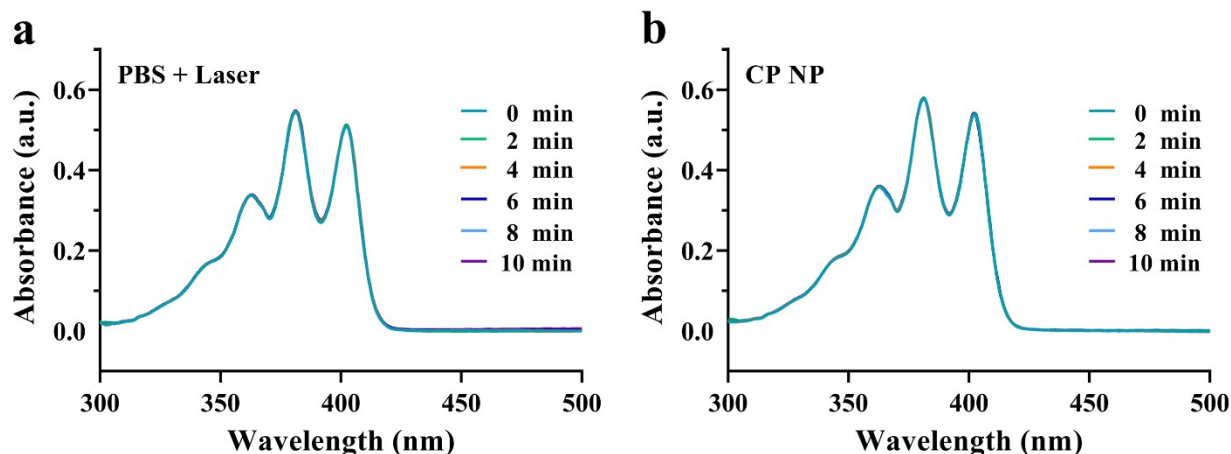 a
PBS + Laser
0 min
2 min
4 min
6 min
8 min
10 min
0.6
0.4
0.2
0.0
Absorbance (a.u.)
300
350
400
450
500
Wavelength (nm)
b
CP NP
0 min
2 min
4 min
6 min
8 min
10 min
0.6
0.4
0.2
0.0
Absorbance (a.u.)
300
350
400
450
500
Wavelength (nm)